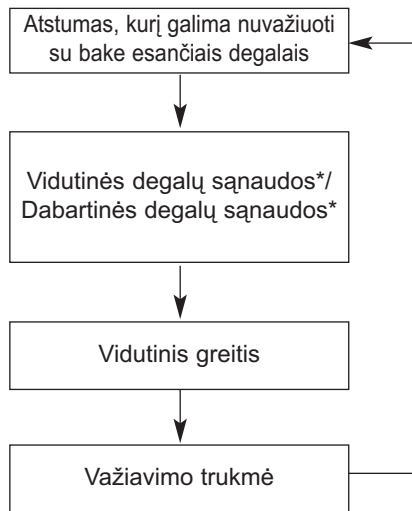 Atstumas, kurį galima nuvažiuoti
su bake esančiais degalais
Vidutinės degalų sąnaudos*/
Dabartinės degalų sąnaudos*
Vidutinis greitis
Važiavimo trukmė